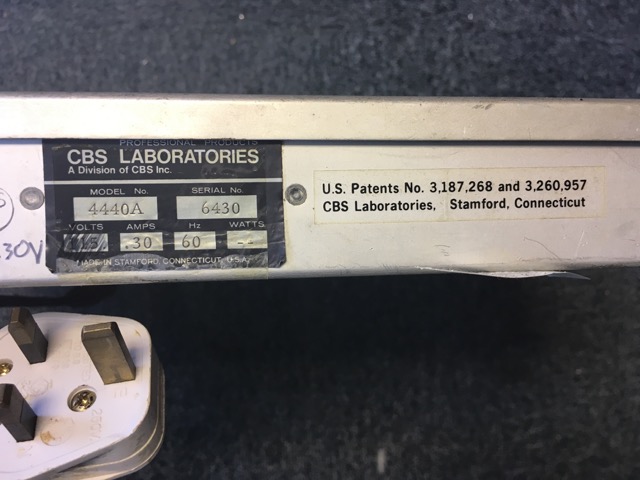 PROFESSIONAL PRODUCTS
CBS LABORATORIES
A Division of CBS Inc.
MODEL No. SERIAL No.
4440A 6430
VOLTS AMPS Hz WATTS
115 .30 60 --
MADE IN STAMFORD, CONNECTICUT, U.S.A.
U.S. Patents No. 3,187,268 and 3,260,957
CBS Laboratories, Stamford, Connecticut
230V